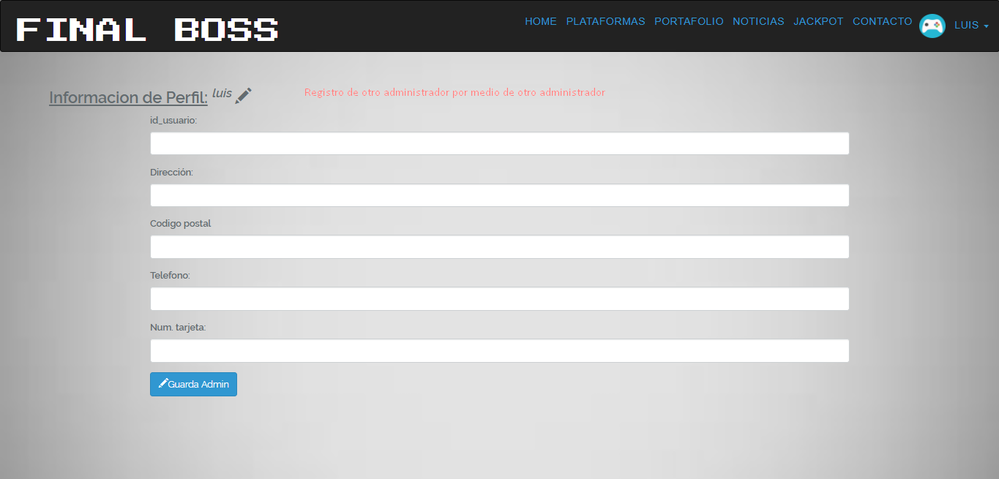 FINAL BOSS
HOME PLATAFORMAS PORTAFOLIO NOTICIAS JACKPOT CONTACTO LUIS
Informacion de Perfil: luis
Registro de otro administrador por medio de otro administrador
id_usuario:
Dirección:
Codigo postal
Telefono:
Num. tarjeta:
Guarda Admin